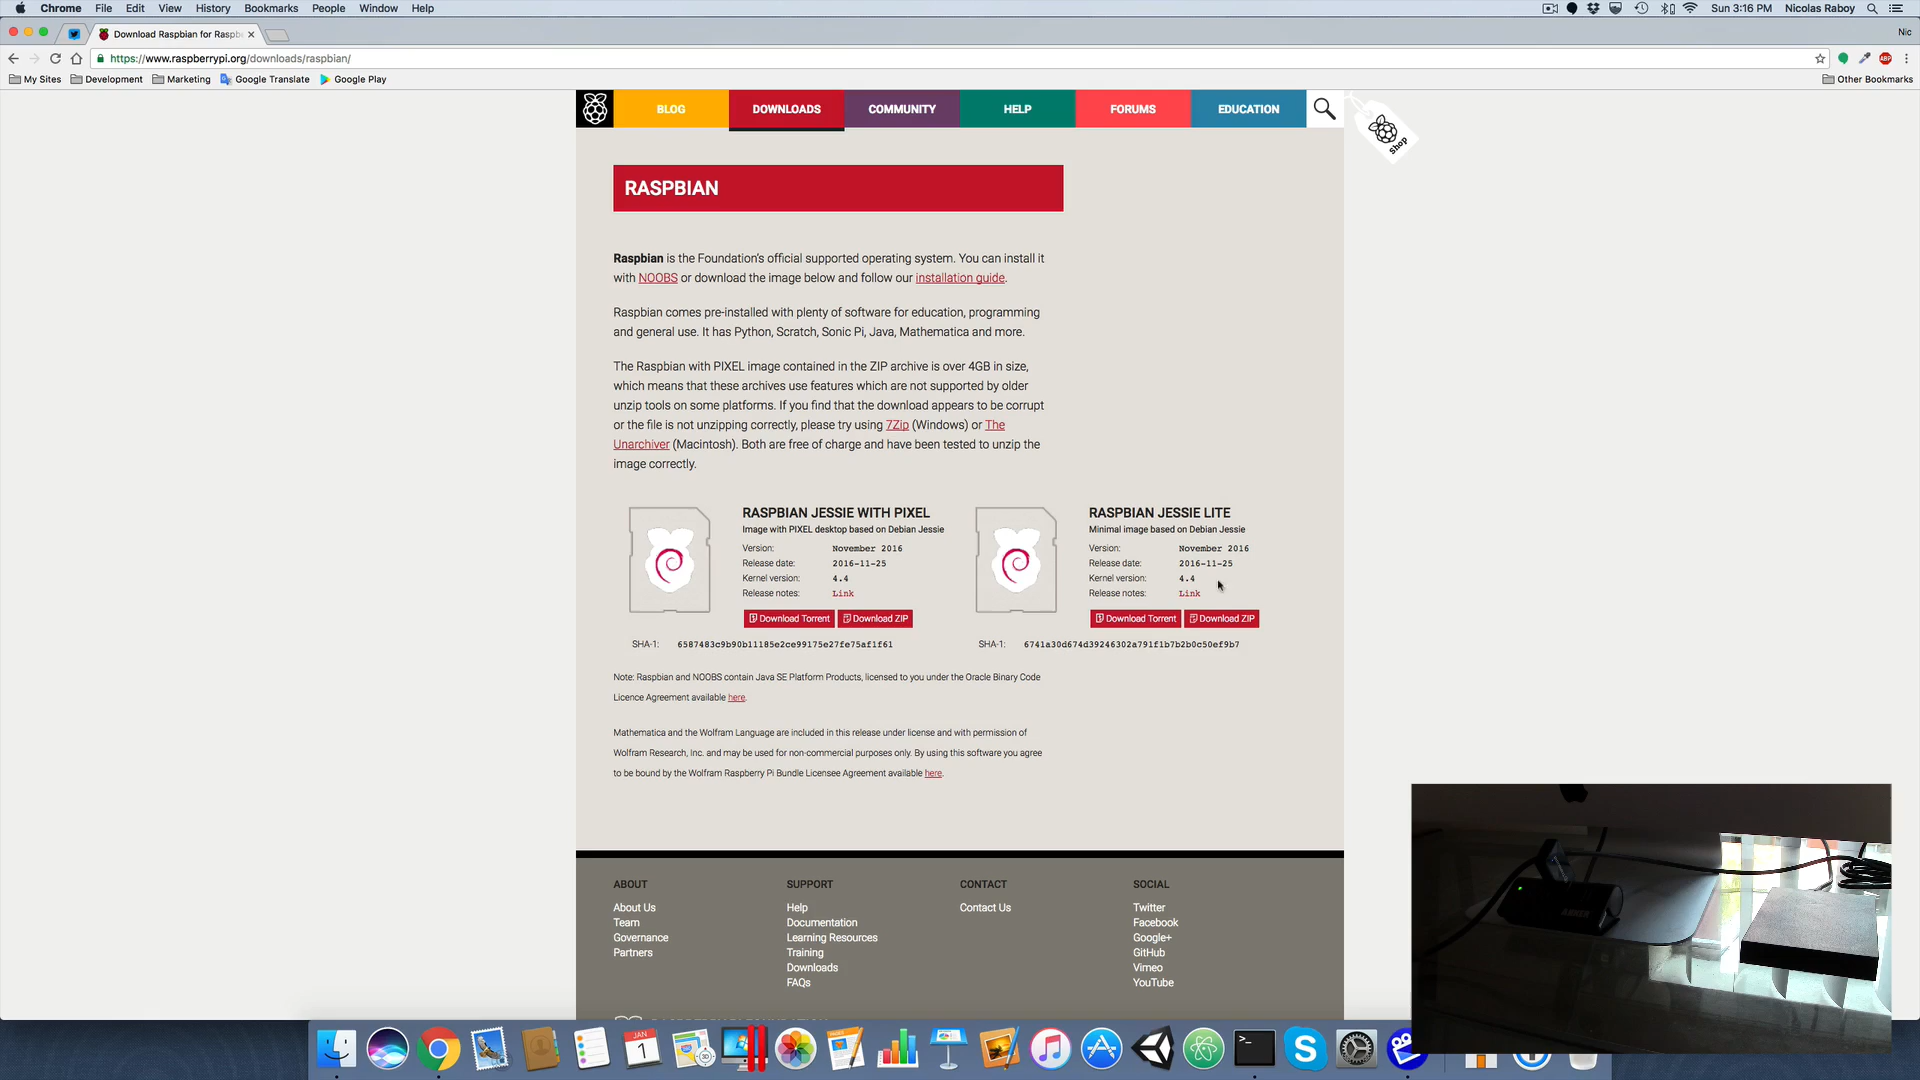 Chrome File Edit View History Bookmarks People Window Help Sun 3:16 PM Nicolas Raboy
Download Raspbian for Raspb Nic
https://www.raspberrypi.org/downloads/raspbian/ ABP
My Sites Development Marketing Google Translate Google Play Other Bookmarks
BLOG DOWNLOADS COMMUNITY HELP FORUMS EDUCATION
shop
RASPBIAN
Raspbian is the Foundation's official supported operating system. You can install it
with NOOBS or download the image below and follow our installation guide.
Raspbian comes pre-installed with plenty of software for education, programming
and general use. It has Python, Scratch, Sonic Pi, Java, Mathematica and more.
The Raspbian with PIXEL image contained in the ZIP archive is over 4GB in size,
which means that these archives use features which are not supported by older
unzip tools on some platforms. If you find that the download appears to be corrupt
or the file is not unzipping correctly, please try using 7Zip (Windows) or The
Unarchiver (Macintosh). Both are free of charge and have been tested to unzip the
image correctly.
RASPBIAN JESSIE WITH PIXEL
Image with PIXEL desktop based on Debian Jessie
Version: November 2016
Release date: 2016-11-25
Kernel version: 4.4
Release notes: Link
Download Torrent Download ZIP
SHA-1: 6587483c9b90b11185e2ce99175e27fe75af1f61
RASPBIAN JESSIE LITE
Minimal image based on Debian Jessie
Version: November 2016
Release date: 2016-11-25
Kernel version: 4.4
Release notes: Link
Download Torrent Download ZIP
SHA-1: 6741a30d674d39246302a791f1b7b2b0c50ef9b7
Note: Raspbian and NOOBS contain Java SE Platform Products, licensed to you under the Oracle Binary Code
Licence Agreement available here.
Mathematica and the Wolfram Language are included in this release under license and with permission of
Wolfram Research, Inc. and may be used for non-commercial purposes only. By using this software you agree
to be bound by the Wolfram Raspberry Pi Bundle Licensee Agreement available here.
ABOUT
About Us
Team
Governance
Partners
SUPPORT
Help
Documentation
Learning Resources
Training
Downloads
FAQs
CONTACT
Contact Us
SOCIAL
Twitter
Facebook
Google+
GitHub
Vimeo
YouTube
ANKER
JAN
1